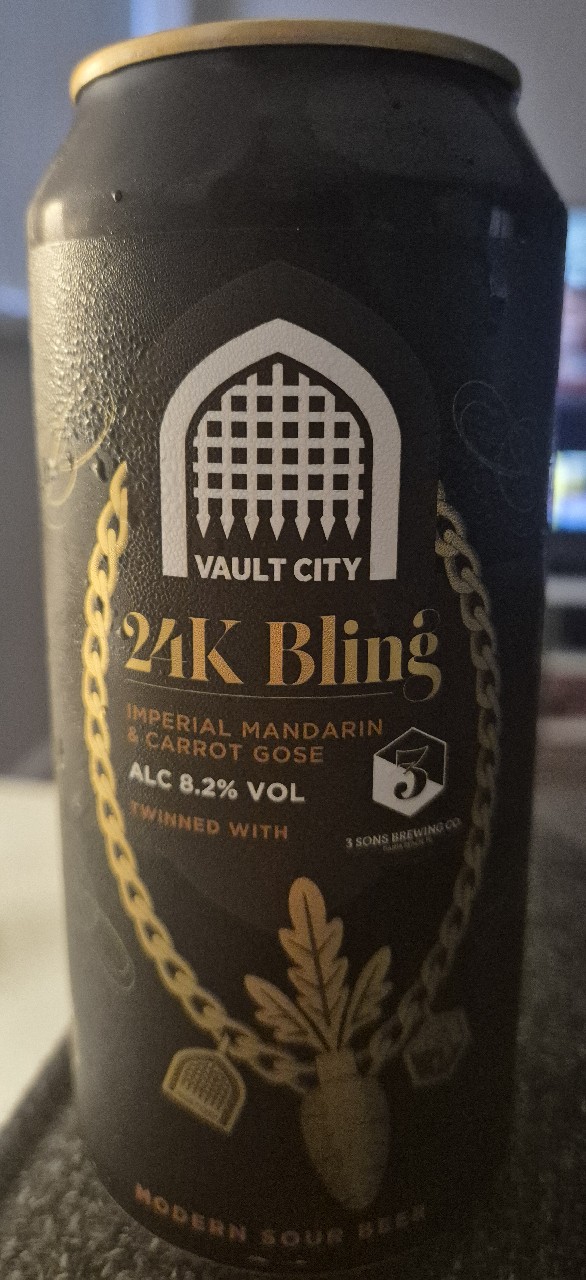 VAULT CITY
24K Bling
IMPERIAL MANDARIN
& CARROT GOSE
ALC 8.2% VOL
TWINNED WITH
3
3 SONS BREWING CO.
MODERN SOUR BEER